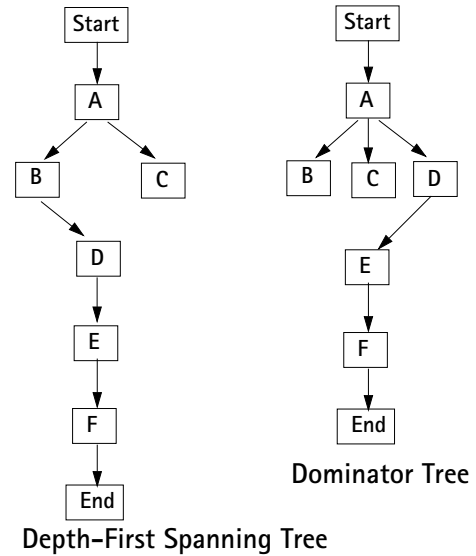 Start
A
B
C
D
E
F
End
Depth-First Spanning Tree
Start
A
B
C
D
E
F
End
Dominator Tree